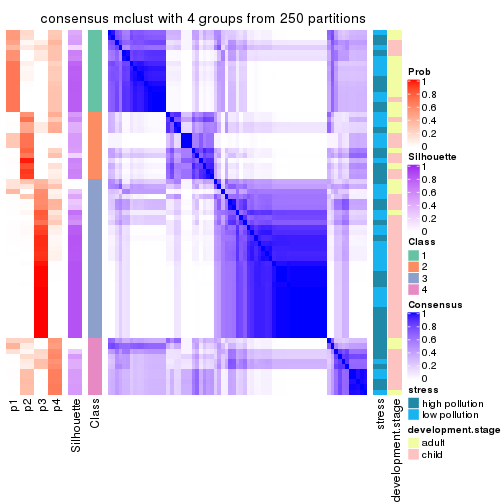 consensus mclust with 4 groups from 250 partitions
Prob
1
0.8
0.6
0.4
0.2
0
Silhouette
1
0.8
0.6
0.4
0.2
0
Class
1
2
3
4
Consensus
1
0.8
0.6
0.4
0.2
0
stress
high pollution
low pollution
development.stage
adult
child
p1
p2
p3
p4
Silhouette
Class
stress
development.stage